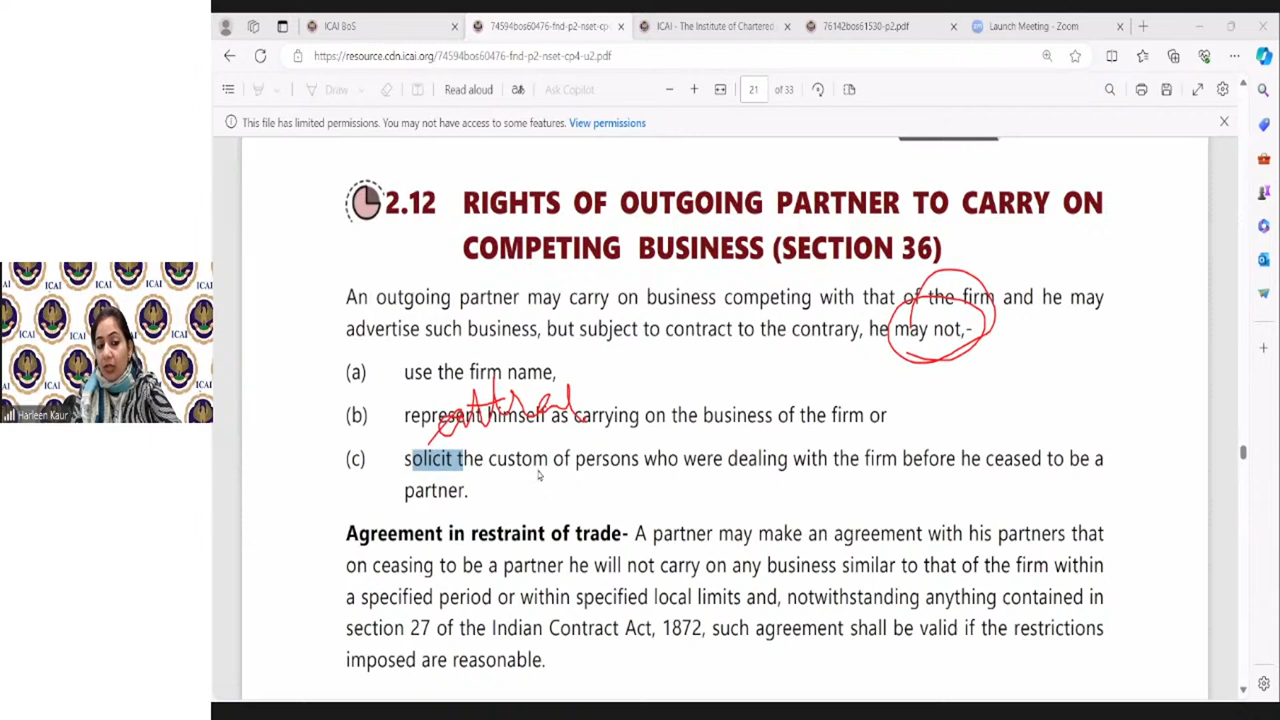 ICAI BoS
74594bos60476-fnd-p2-nset-cp
ICAI - The Institute of Chartered
76142bos61530-p2.pdf
Launch Meeting - Zoom
https://resource.cdn.icai.org/74594bos60476-fnd-p2-nset-cp4-u2.pdf
Draw
Read aloud
Ask Copilot
21 of 33
This file has limited permissions. You may not have access to some features. View permissions
2.12 RIGHTS OF OUTGOING PARTNER TO CARRY ON
COMPETING BUSINESS (SECTION 36)
An outgoing partner may carry on business competing with that of the firm and he may
advertise such business, but subject to contract to the contrary, he may not,-
(a) use the firm name,
(b) represent himself as carrying on the business of the firm or
(c) solicit the custom of persons who were dealing with the firm before he ceased to be a
partner.
Agreement in restraint of trade- A partner may make an agreement with his partners that
on ceasing to be a partner he will not carry on any business similar to that of the firm within
a specified period or within specified local limits and, notwithstanding anything contained in
section 27 of the Indian Contract Act, 1872, such agreement shall be valid if the restrictions
imposed are reasonable.
ICAI ICAI ICAI
ICAI ICAI
ICAI
Harleen Kaur